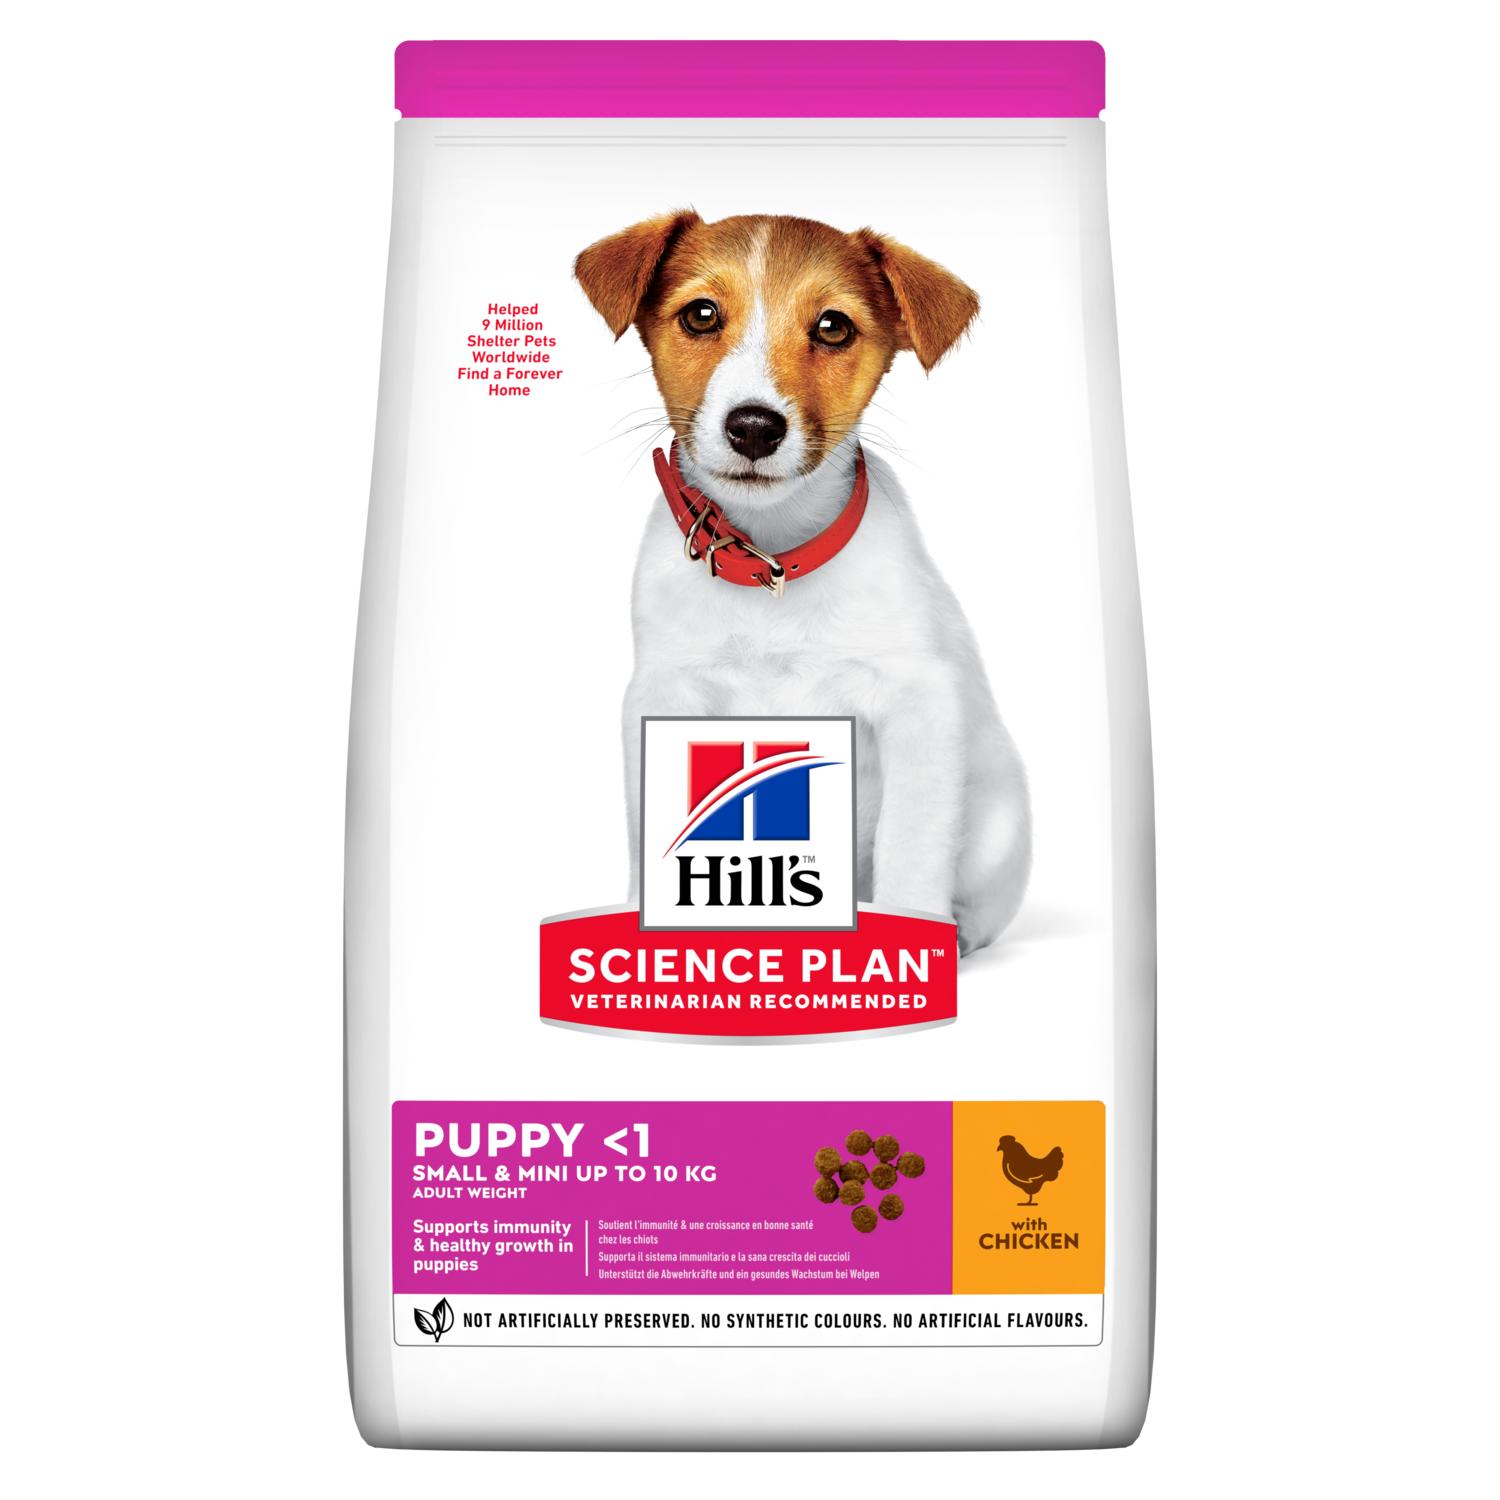 Helped
9 Million
Shelter Pets
Worldwide
Find a Forever
Home
Hill's™
SCIENCE PLAN™
VETERINARIAN RECOMMENDED
PUPPY <1
SMALL & MINI UP TO 10 KG
ADULT WEIGHT
Supports immunity
& healthy growth in
puppies
Soutient l'immunité & une croissance en bonne santé
chez les chiots
Supporta il sistema immunitario e la sana crescita dei cuccioli
Unterstützt die Abwehrkräfte und ein gesundes Wachstum bei Welpen
with
CHICKEN
NOT ARTIFICIALLY PRESERVED. NO SYNTHETIC COLOURS. NO ARTIFICIAL FLAVOURS.